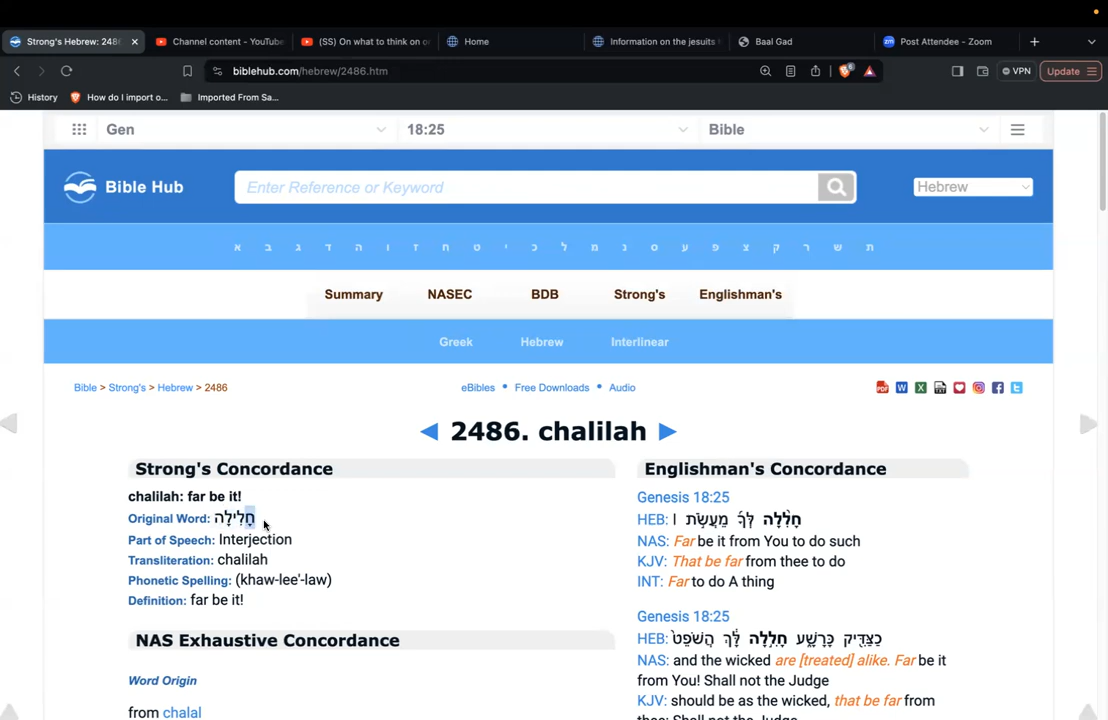 Strong's Hebrew: 248
Channel content - YouTube
(SS) On what to think on o
Home
Information on the jesuits
Baal Gad
Post Attendee - Zoom
biblehub.com/hebrew/2486.htm
6
VPN
Update
History
How do I import o...
Imported From Sa...
Gen
18:25
Bible
Bible Hub
Enter Reference or Keyword
Hebrew
א ב ג ד ה ו ז ח ט י כ ל מ נ ס ע פ צ ק ר ש ת
Summary
NASEC
BDB
Strong's
Englishman's
Greek
Hebrew
Interlinear
Bible > Strong's > Hebrew > 2486
eBibles • Free Downloads • Audio
◄ 2486. chalilah ►
Strong's Concordance
chalilah: far be it!
Original Word: חָלִילָה
Part of Speech: Interjection
Transliteration: chalilah
Phonetic Spelling: (khaw-lee'-law)
Definition: far be it!
NAS Exhaustive Concordance
Word Origin
from chalal
Englishman's Concordance
Genesis 18:25
HEB: חָלִ֨לָה לְּךָ֜ מֵעֲשֹׂ֣ת ׀
NAS: Far be it from You to do such
KJV: That be far from thee to do
INT: Far to do A thing
Genesis 18:25
HEB: כַצַּדִּ֖יק כָּרָשָׁ֑ע חָלִ֣לָה לָּ֔ךְ הֲשֹׁפֵט֙
NAS: and the wicked are [treated] alike. Far be it
from You! Shall not the Judge
KJV: should be as the wicked, that be far from
thee: Shall not the Judge